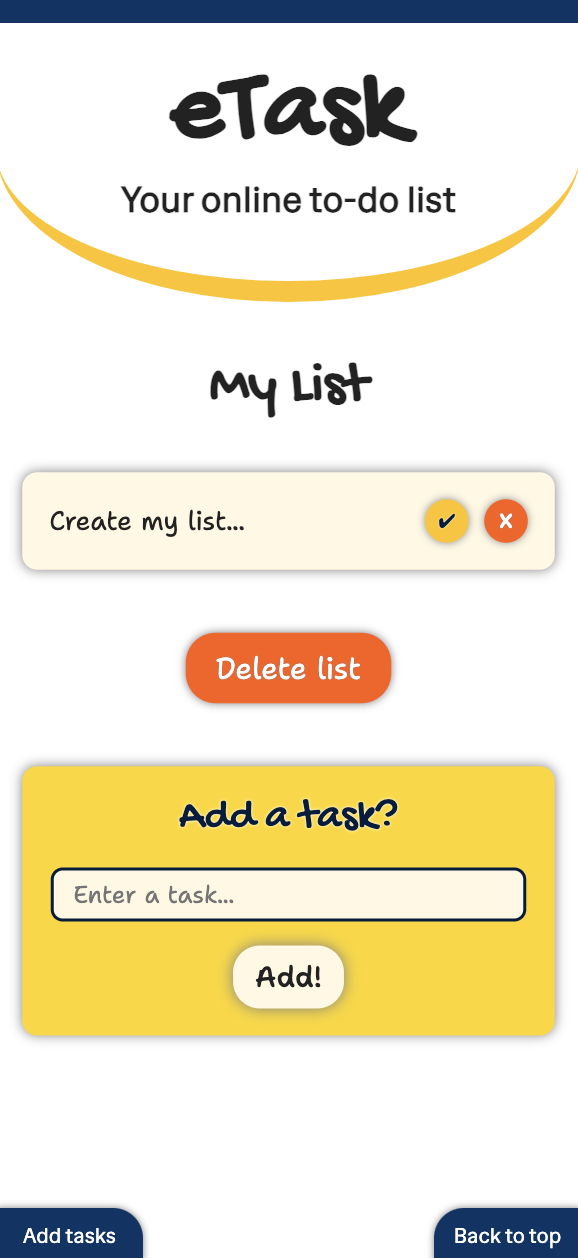 eTask
Your online to-do list
My List
Create my list...
✔ X
Delete list
Add a task?
Enter a task...
Add!
Add tasks
Back to top